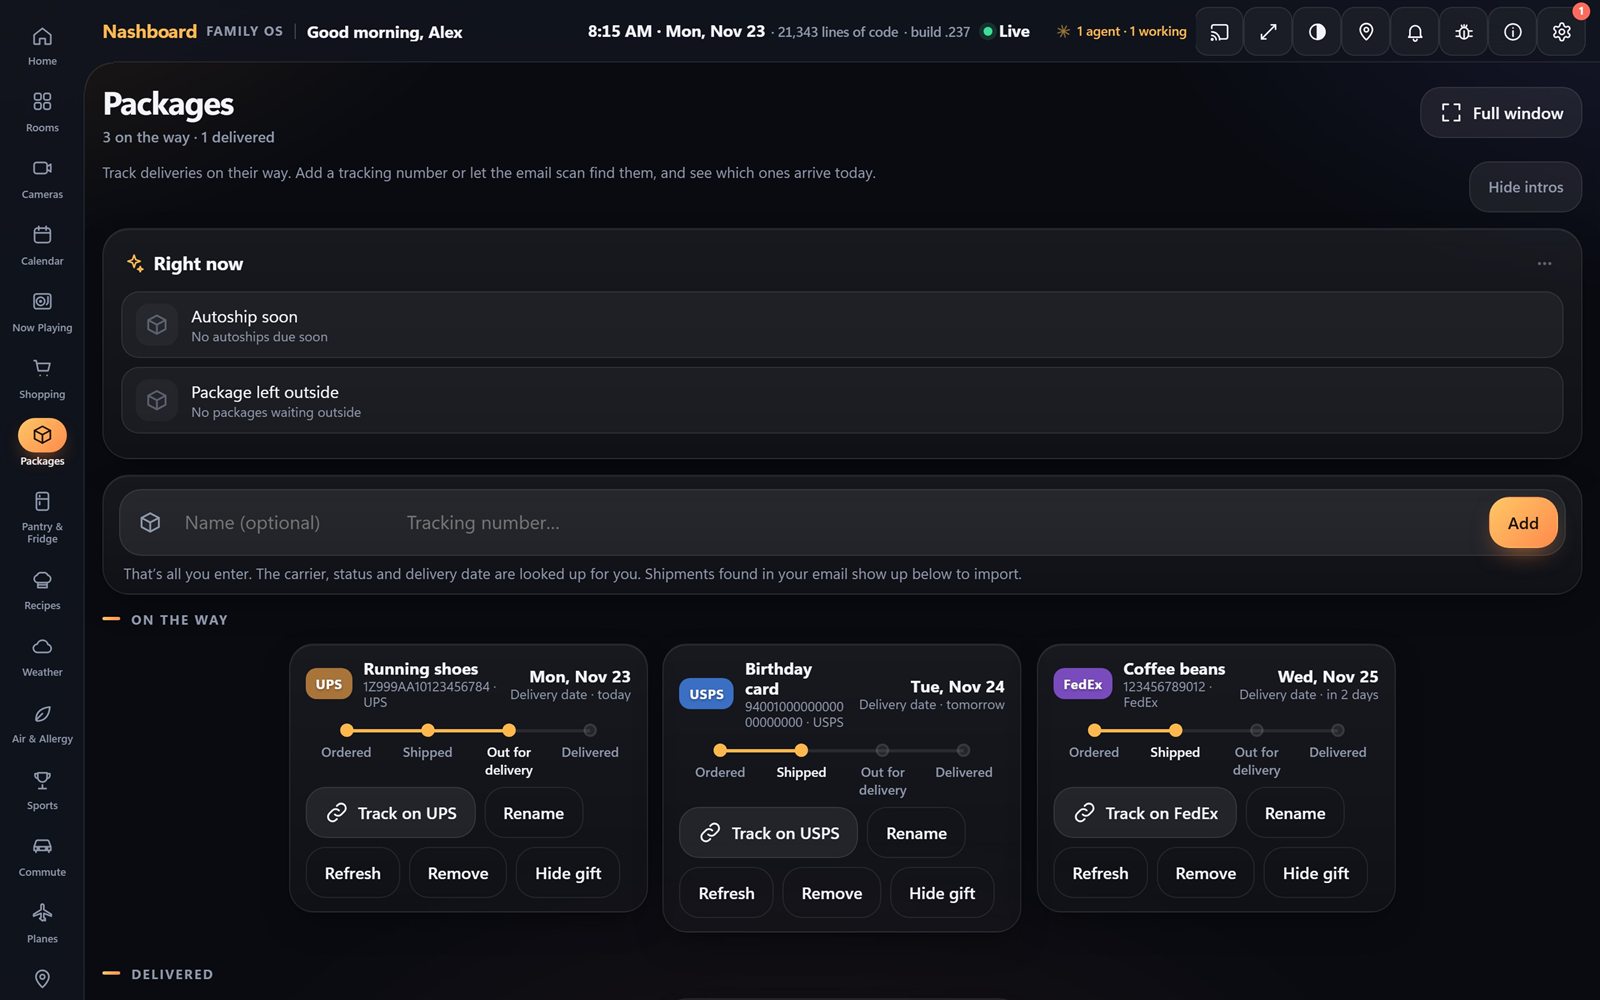 Nashboard FAMILY OS Good morning, Alex
8:15 AM · Mon, Nov 23 · 21,343 lines of code · build .237 Live
1 agent · 1 working
1
Home
Rooms
Cameras
Calendar
Now Playing
Shopping
Packages
Pantry &
Fridge
Recipes
Weather
Air & Allergy
Sports
Commute
Planes
Packages
3 on the way · 1 delivered
Track deliveries on their way. Add a tracking number or let the email scan find them, and see which ones arrive today.
Full window
Hide intros
Right now
Autoship soon
No autoships due soon
Package left outside
No packages waiting outside
Name (optional) Tracking number...
Add
That's all you enter. The carrier, status and delivery date are looked up for you. Shipments found in your email show up below to import.
ON THE WAY
UPS
Running shoes
1Z999AA10123456784 ·
UPS
Mon, Nov 23
Delivery date · today
Ordered Shipped Out for
delivery
Delivered
Track on UPS
Rename
Refresh
Remove
Hide gift
USPS
Birthday
card
94001000000000
00000000 · USPS
Tue, Nov 24
Delivery date · tomorrow
Ordered Shipped Out for
delivery
Delivered
Track on USPS
Rename
Refresh
Remove
Hide gift
FedEx
Coffee beans
123456789012 ·
FedEx
Wed, Nov 25
Delivery date · in 2 days
Ordered Shipped Out for
delivery
Delivered
Track on FedEx
Rename
Refresh
Remove
Hide gift
DELIVERED